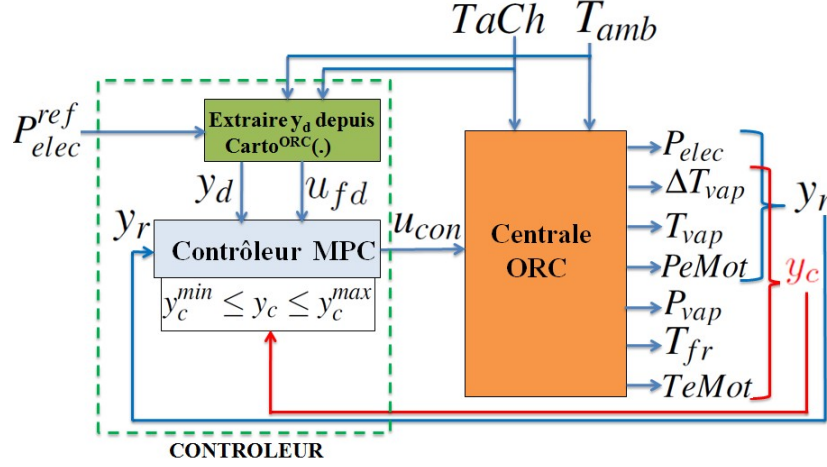 TaCh
T_amb
P_elec^ref
Extraire y_d depuis
Carto^ORC(.)
y_d
u_fd
y_r
Contrôleur MPC
y_c^min ≤ y_c ≤ y_c^max
u_con
Centrale
ORC
P_elec
ΔT_vap
T_vap
PeMot
P_vap
T_fr
TeMot
y_r
y_c
CONTROLEUR